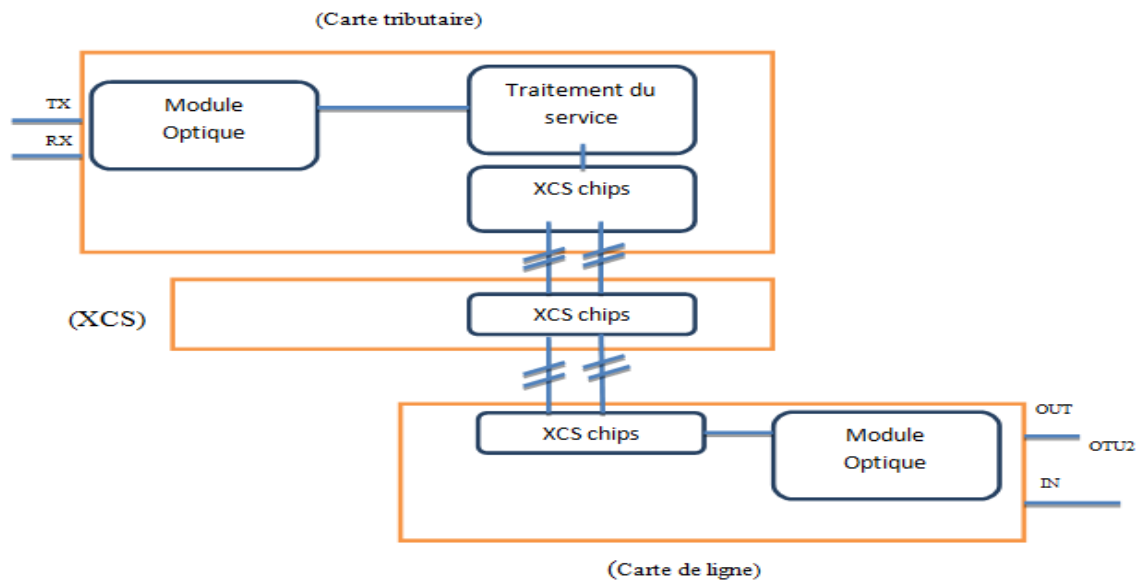 (Carte tributaire)
TX
RX
Module
Optique
Traitement du
service
XCS chips
(XCS)
XCS chips
XCS chips
Module
Optique
OUT
OTU2
IN
(Carte de ligne)